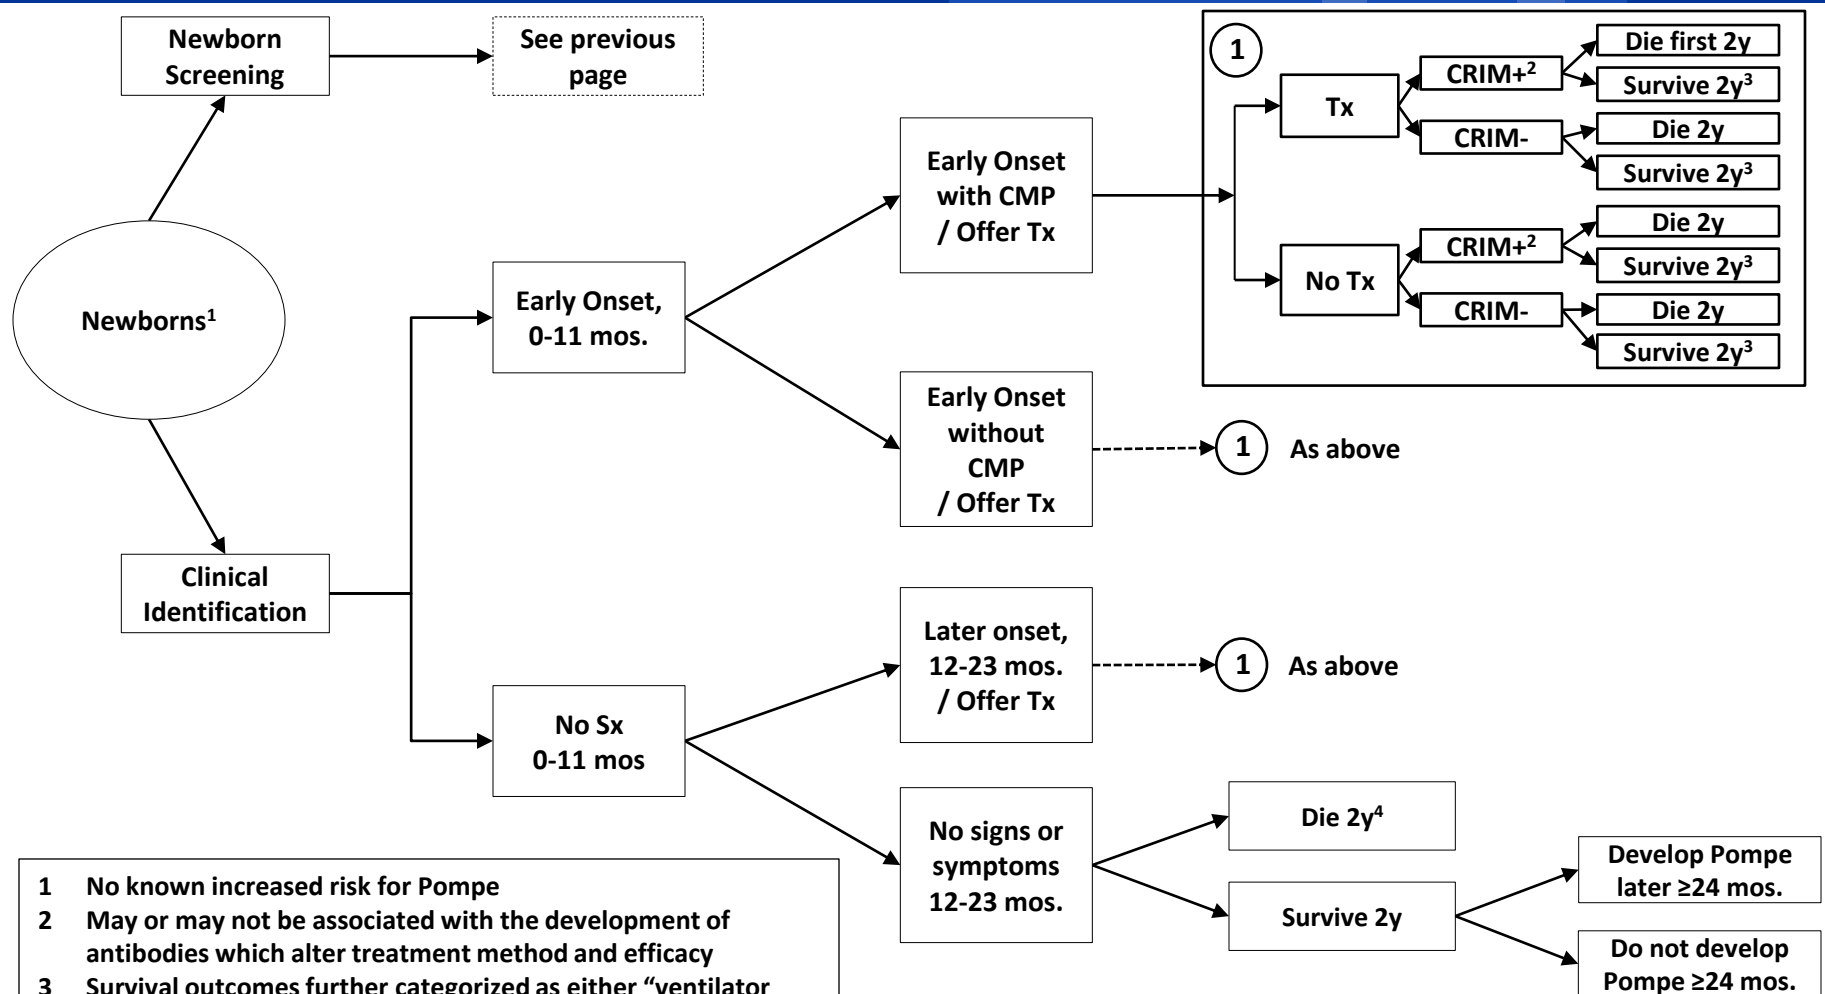 Newborn
Screening
See previous
page
1
Tx
CRIM+²
Die first 2y
Survive 2y³
CRIM-
Die 2y
Survive 2y³
No Tx
CRIM+²
Die 2y
Survive 2y³
CRIM-
Die 2y
Survive 2y³
Early Onset
with CMP
/ Offer Tx
Newborns¹
Early Onset,
0-11 mos.
Early Onset
without
CMP
/ Offer Tx
1
As above
Clinical
Identification
Later onset,
12-23 mos.
/ Offer Tx
1
As above
No Sx
0-11 mos
No signs or
symptoms
12-23 mos.
Die 2y⁴
Survive 2y
Develop Pompe
later ≥24 mos.
Do not develop
Pompe ≥24 mos.
1 No known increased risk for Pompe
2 May or may not be associated with the development of
antibodies which alter treatment method and efficacy
3 Survival outcomes further categorized as either “ventilator